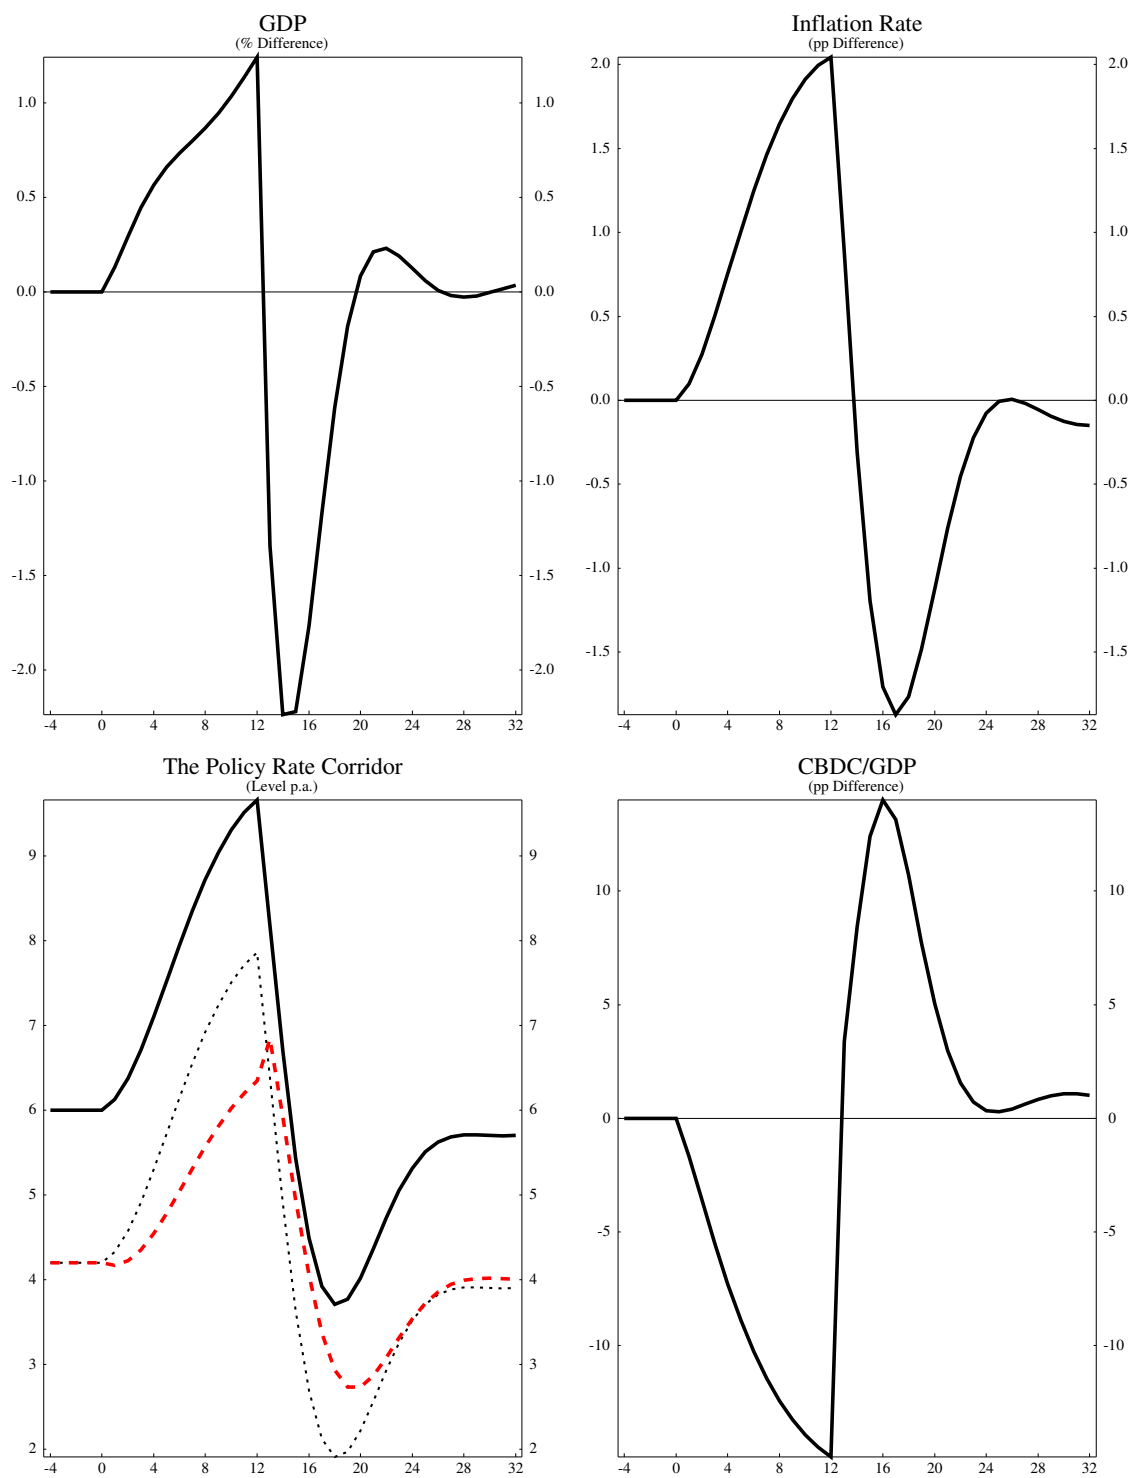 GDP
(% Difference)
1.0 1.0
0.5 0.5
0.0 0.0
-0.5 -0.5
-1.0 -1.0
-1.5 -1.5
-2.0 -2.0
-4 0 4 8 12 16 20 24 28 32
Inflation Rate
(pp Difference)
2.0 2.0
1.5 1.5
1.0 1.0
0.5 0.5
0.0 0.0
-0.5 -0.5
-1.0 -1.0
-1.5 -1.5
-4 0 4 8 12 16 20 24 28 32
The Policy Rate Corridor
(Level p.a.)
9 9
8 8
7 7
6 6
5 5
4 4
3 3
2 2
-4 0 4 8 12 16 20 24 28 32
CBDC/GDP
(pp Difference)
10 10
5 5
0 0
-5 -5
-10 -10
-4 0 4 8 12 16 20 24 28 32